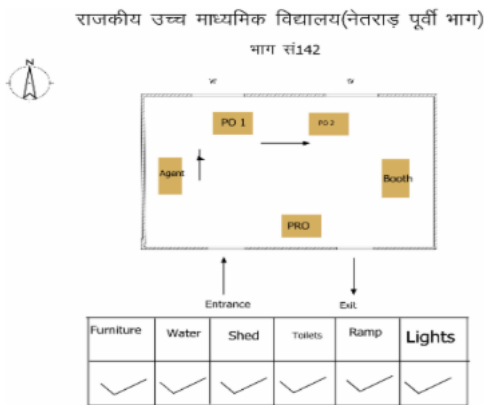 राजकीय उच्च माध्यमिक विद्यालय(नेतराड़ पूर्वी भाग)
भाग सं142
W W
PO 1 PO 2
Agant Booth
PRO
Entrance Exit
Furniture Water Shed Toilets Ramp Lights